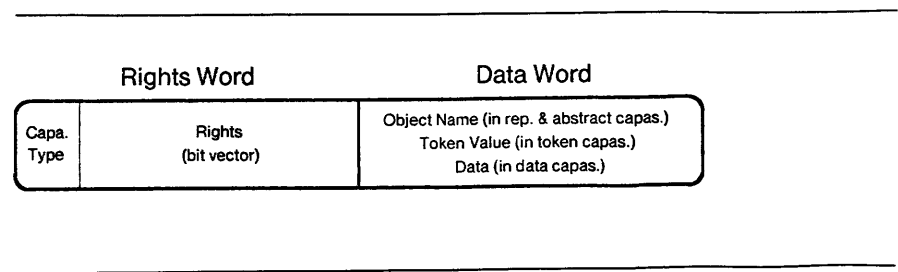 Rights Word Data Word
Capa. Type
Rights (bit vector)
Object Name (in rep. & abstract capas.)
Token Value (in token capas.)
Data (in data capas.)